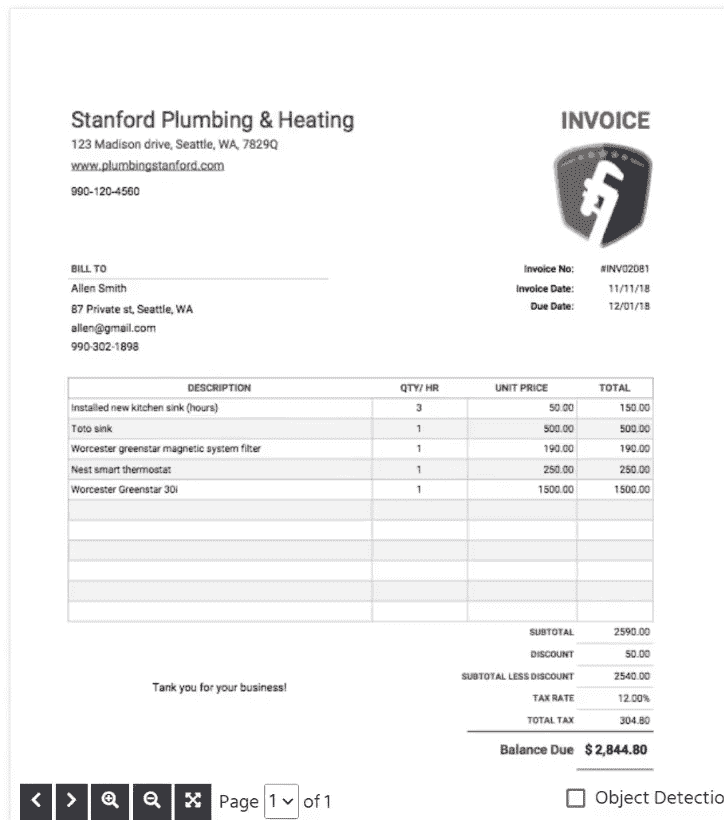 Stanford Plumbing & Heating
INVOICE
123 Madison drive, Seattle, WA, 7829Q
www.plumbingstanford.com
990-120-4560
BILL TO
Allen Smith
87 Private st, Seattle, WA
allen@gmail.com
990-302-1898
Invoice No: #INV02081
Invoice Date: 11/11/18
Due Date: 12/01/18
DESCRIPTION QTY/ HR UNIT PRICE TOTAL
Installed new kitchen sink (hours) 3 50.00 150.00
Toto sink 1 500.00 500.00
Worcester greenstar magnetic system filter 1 190.00 190.00
Nest smart thermostat 1 250.00 250.00
Worcester Greenstar 30i 1 1500.00 1500.00
SUBTOTAL 2590.00
DISCOUNT 50.00
SUBTOTAL LESS DISCOUNT 2540.00
TAX RATE 12.00%
TOTAL TAX 304.80
Balance Due $ 2,844.80
Tank you for your business!
Page 1 of 1
Object Detectio